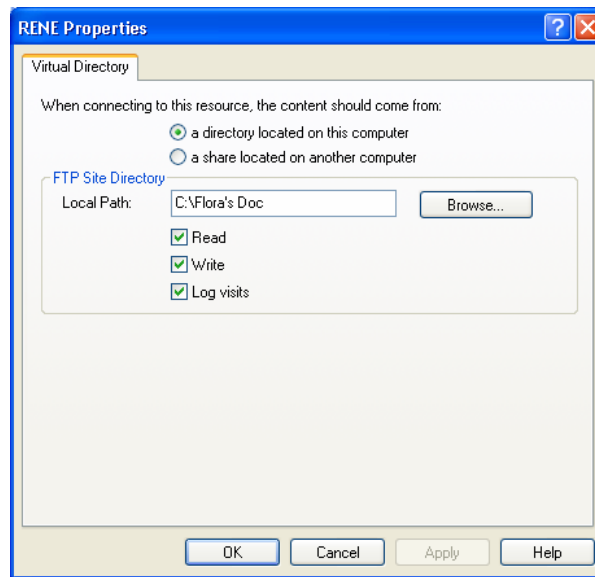 RENE Properties
Virtual Directory
When connecting to this resource, the content should come from:
a directory located on this computer
a share located on another computer
FTP Site Directory
Local Path: C:\Flora's Doc Browse...
Read
Write
Log visits
OK Cancel Apply Help